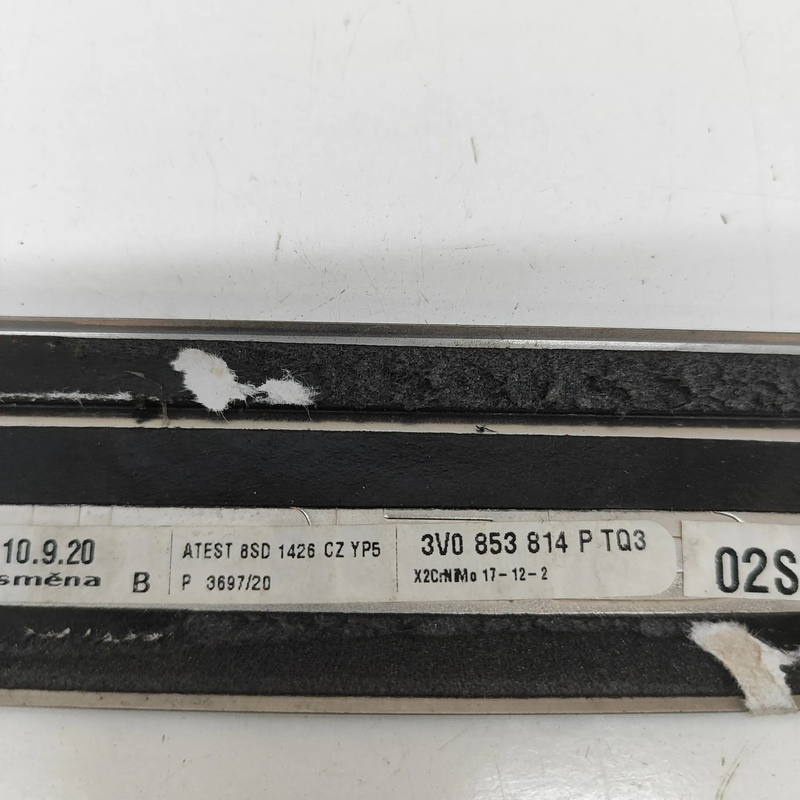 10.9.20
směna B
ATEST 8SD 1426 CZ YP5
P 3697/20
3V0 853 814 P TQ3
X2CrNiMo 17-12-2
02S